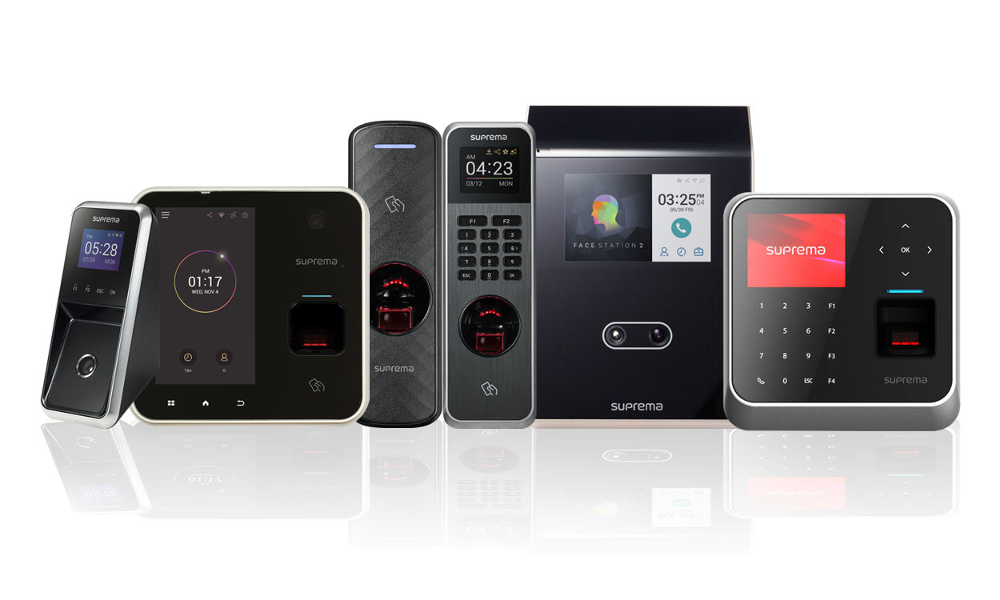 suprema
PM
05:28
07/29 MON
F1 F2 ESC OK
PM
01:17
WED, NOV 4
T&A ID
suprema
suprema
suprema
AM
04:23
03/12 MON
F1 F2
1 2 3
4 5 6
7 8 9
ESC 0
FACE STATION 2
03:25 PM 04
09/30 FRI
suprema
suprema
OK
1 2 3 F1
4 5 6 F2
7 8 9 F3
0 ESC F4
suprema